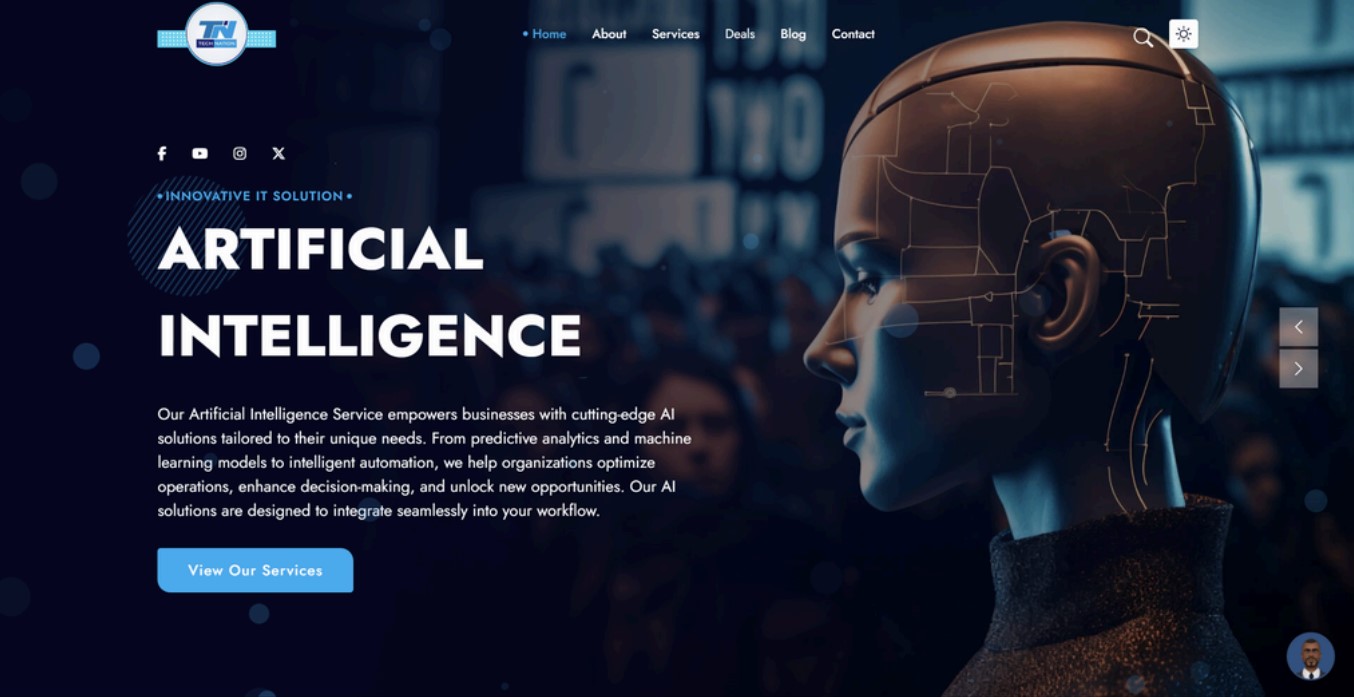 TN
TECH NATION
Home About Services Deals Blog Contact
INNOVATIVE IT SOLUTION
ARTIFICIAL
INTELLIGENCE
Our Artificial Intelligence Service empowers businesses with cutting-edge AI
solutions tailored to their unique needs. From predictive analytics and machine
learning models to intelligent automation, we help organizations optimize
operations, enhance decision-making, and unlock new opportunities. Our AI
solutions are designed to integrate seamlessly into your workflow.
View Our Services